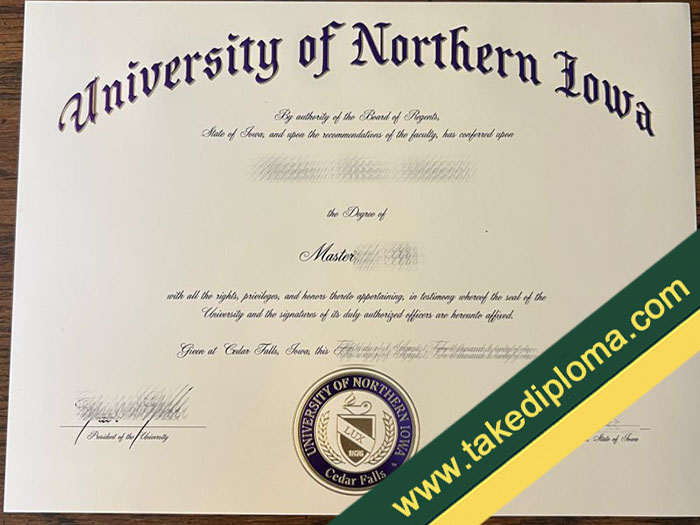 University of Northern Iowa
By authority of the Board of Regents,
State of Iowa, and upon the recommendations of the faculty, has conferred upon
the Degree of
Master
with all the rights, privileges, and honors thereto appertaining, in testimony whereof the seal of the
University and the signatures of its duly authorized officers are hereunto affixed.
Given at Cedar Falls, Iowa, this
President of the University
State of Iowa
UNIVERSITY OF NORTHERN IOWA
LUX
1876
Cedar Falls
www.takediploma.com